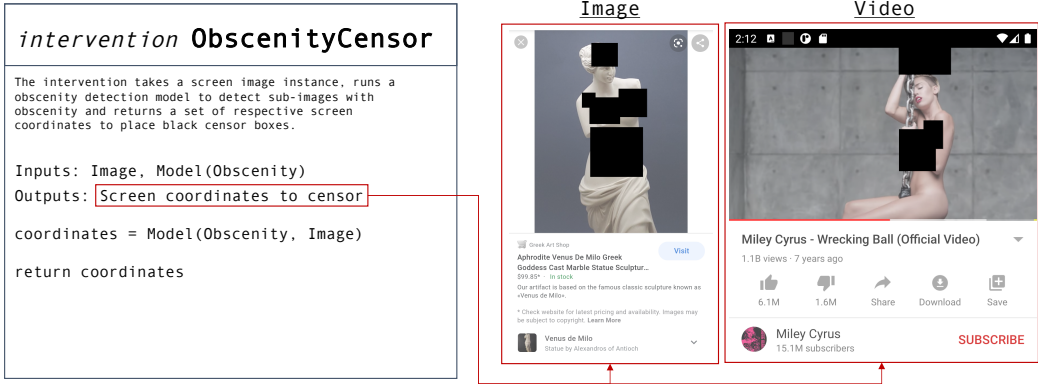 intervention ObscenityCensor
The intervention takes a screen image instance, runs a
obscenity detection model to detect sub-images with
obscenity and returns a set of respective screen
coordinates to place black censor boxes.
Inputs: Image, Model(Obscenity)
Outputs: Screen coordinates to censor
coordinates = Model(Obscenity, Image)
return coordinates
Image
Greek Art Shop
Aphrodite Venus De Milo Greek
Goddess Cast Marble Statue Sculptur...
Visit
$99.85* · In stock
Our artifact is based on the famous classic sculpture known as
«Venus de Milo».
* Check website for latest pricing and availability. Images may
be subject to copyright. Learn More
Venus de Milo
Statue by Alexandros of Antioch
Video
2:12
Miley Cyrus - Wrecking Ball (Official Video)
1.1B views · 7 years ago
6.1M 1.6M Share Download Save
Miley Cyrus
15.1M subscribers
SUBSCRIBE